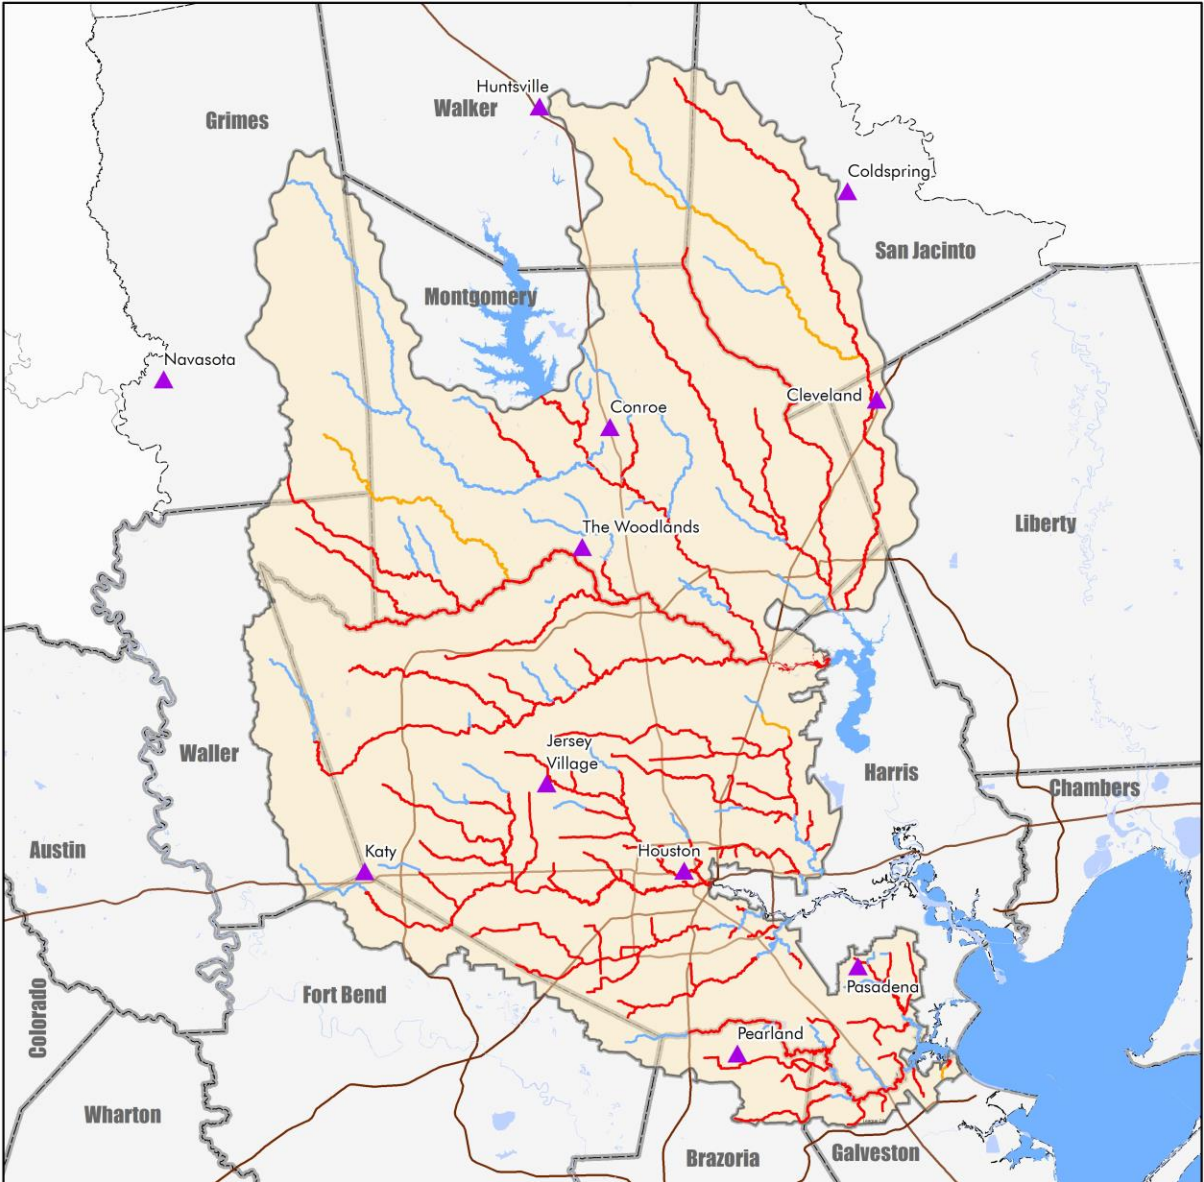 Huntsville
Walker
Grimes
Coldspring
San Jacinto
Montgomery
Navasota
Cleveland
Conroe
Liberty
The Woodlands
Jersey
Village
Waller
Harris
Chambers
Austin
Katy
Houston
Pasadena
Fort Bend
Colorado
Pearland
Wharton
Brazoria
Galveston